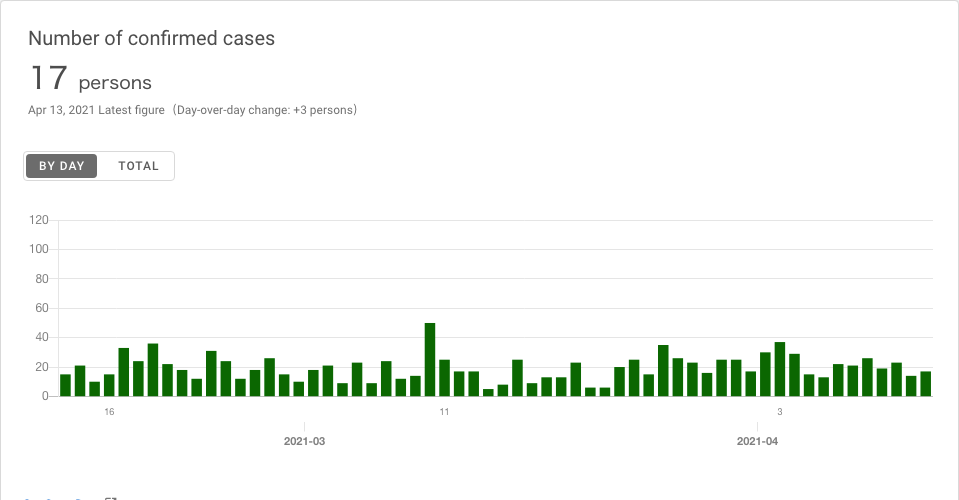 Number of confirmed cases
17 persons
Apr 13, 2021 Latest figure （Day-over-day change: +3 persons）
BY DAY TOTAL
120
100
80
60
40
20
0
16 11 3
2021-03 2021-04